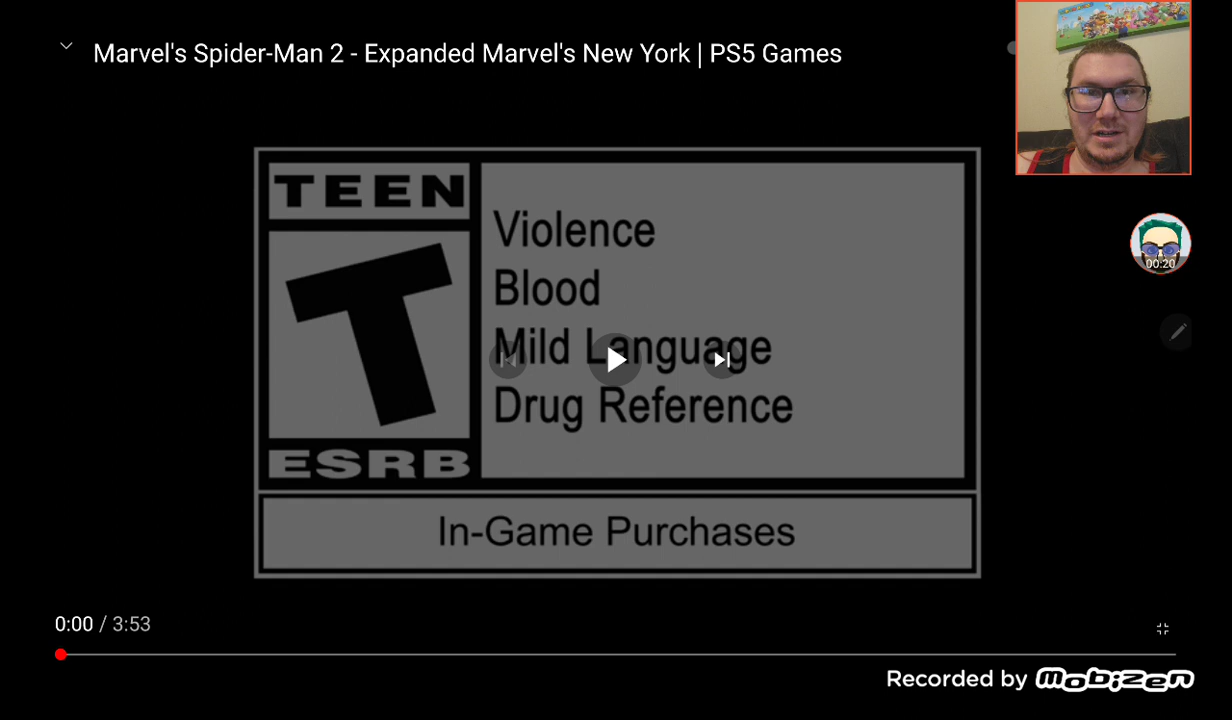 Marvel's Spider-Man 2 - Expanded Marvel's New York | PS5 Games
TEEN
T
ESRB
Violence
Blood
Mild Language
Drug Reference
In-Game Purchases
00:20
0:00 / 3:53
Recorded by mobizen